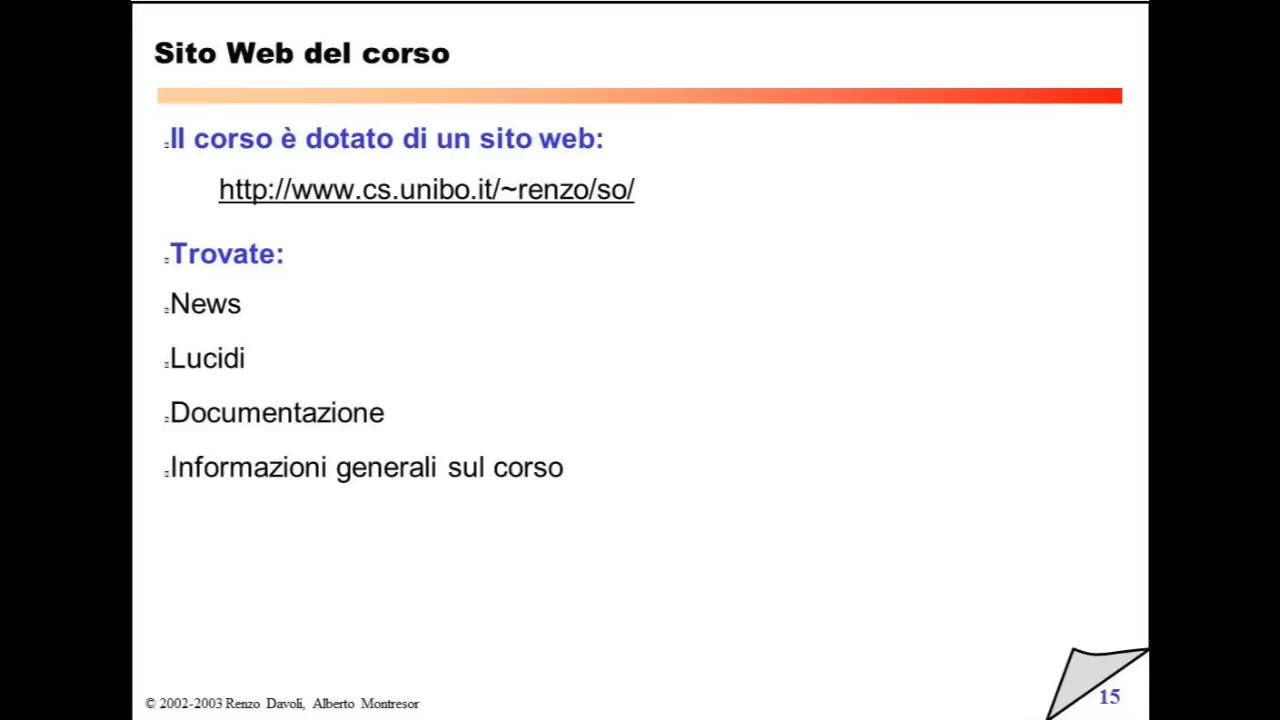 Sito Web del corso
Il corso è dotato di un sito web:
http://www.cs.unibo.it/~renzo/so/
Trovate:
News
Lucidi
Documentazione
Informazioni generali sul corso
© 2002-2003 Renzo Davoli, Alberto Montresor
15